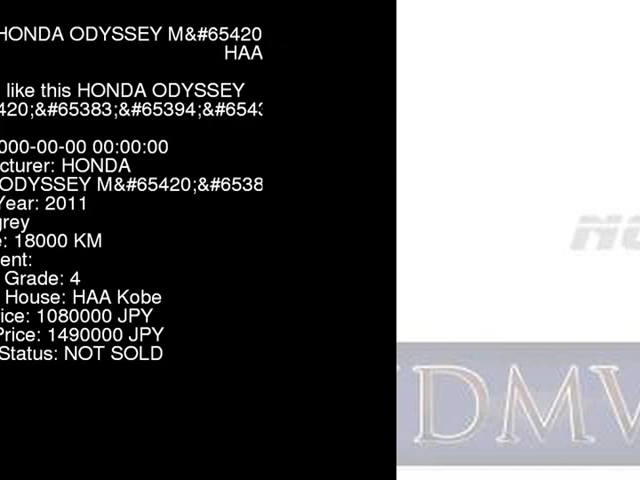 HONDA ODYSSEY M&#65420
HAA
like this HONDA ODYSSEY
420;&#65383;&#65394;&#6543
000-00-00 00:00:00
cturer: HONDA
ODYSSEY M&#65420;&#6538
Year: 2011
grey
e: 18000 KM
ent:
Grade: 4
House: HAA Kobe
ice: 1080000 JPY
Price: 1490000 JPY
Status: NOT SOLD
DMV